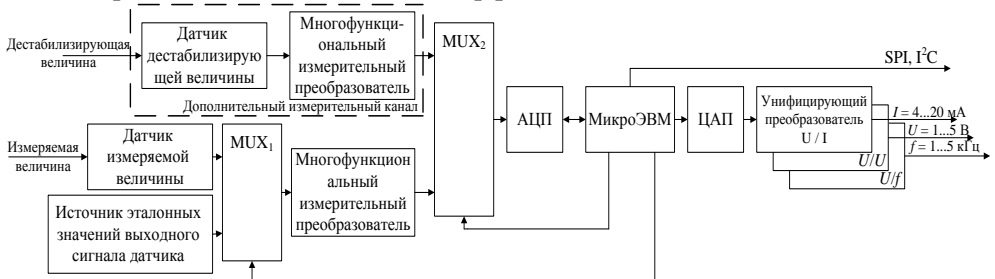 Дестабилизирующая
величина
Датчик
дестабилизирую
щей величины
Многофункци-
ональный
измерительный
преобразователь
Дополнительный измерительный канал
MUX₂
SPI, I²C
АЦП
МикроЭВМ
ЦАП
Унифицирующий
преобразователь
U / I
I = 4...20 мА
U = 1...5 В
f = 1...5 кГц
U/U
U/f
Измеряемая
величина
Датчик
измеряемой
величины
MUX₁
Многофункцион
альный
измерительный
преобразователь
Источник эталонных
значений выходного
сигнала датчика